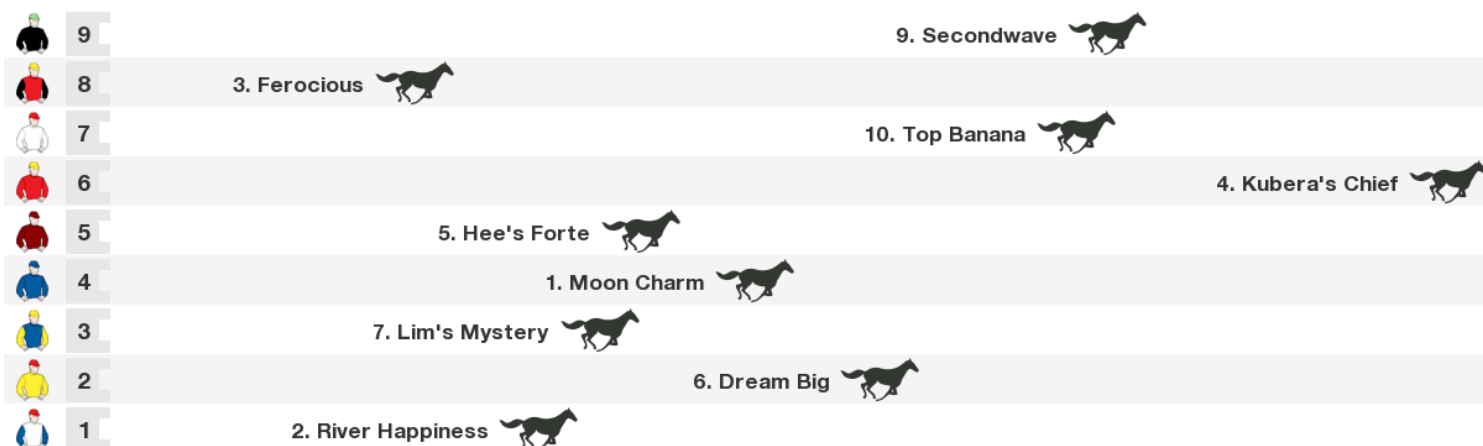 9 9. Secondwave
8 3. Ferocious
7 10. Top Banana
6 4. Kubera's Chief
5 5. Hee's Forte
4 1. Moon Charm
3 7. Lim's Mystery
2 6. Dream Big
1 2. River Happiness